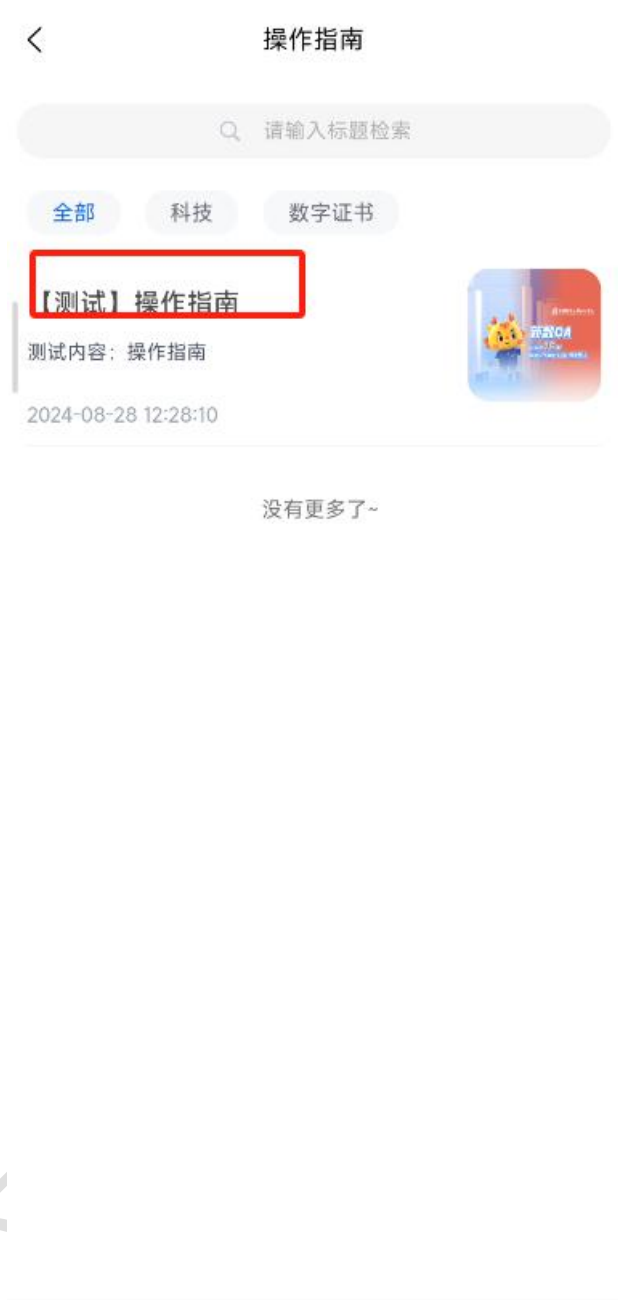 操作指南
请输入标题检索
全部 科技 数字证书
【测试】操作指南
测试内容：操作指南
2024-08-28 12:28:10
没有更多了~